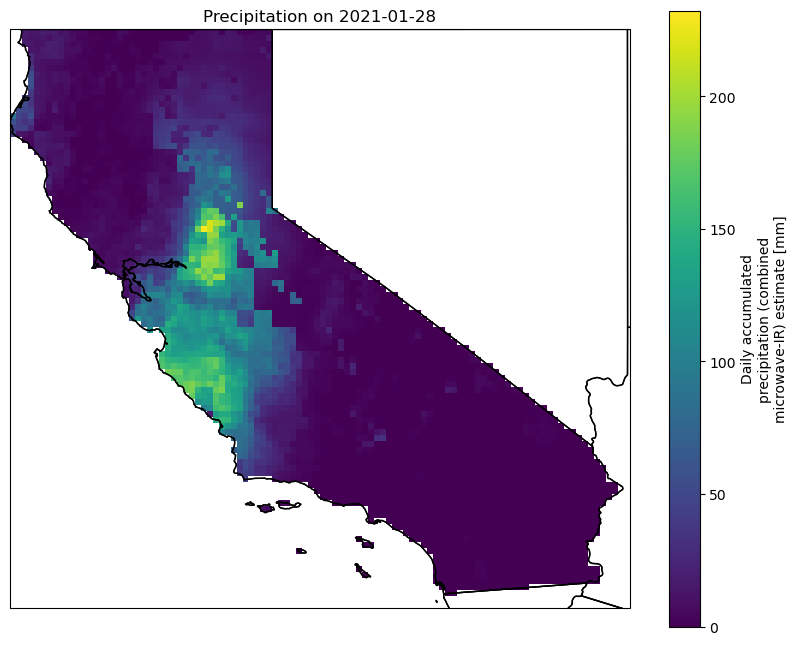 Precipitation on 2021-01-28
200
150
100
50
0
Daily accumulated
precipitation (combined
microwave-IR) estimate [mm]